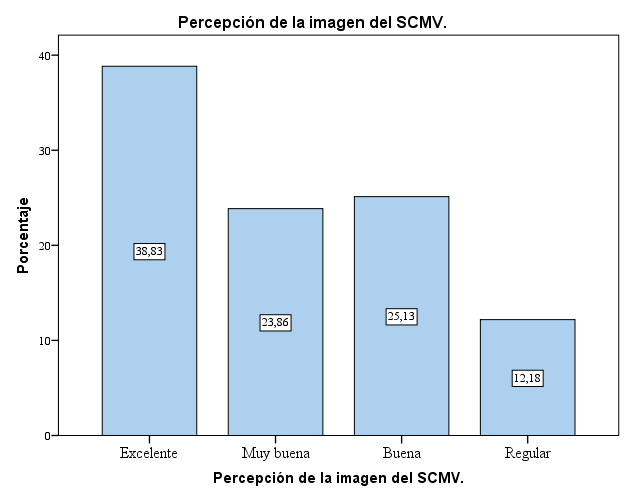 Percepción de la imagen del SCMV.
Porcentaje
40
30
20
10
0
38,83
23,86
25,13
12,18
Excelente Muy buena Buena Regular
Percepción de la imagen del SCMV.